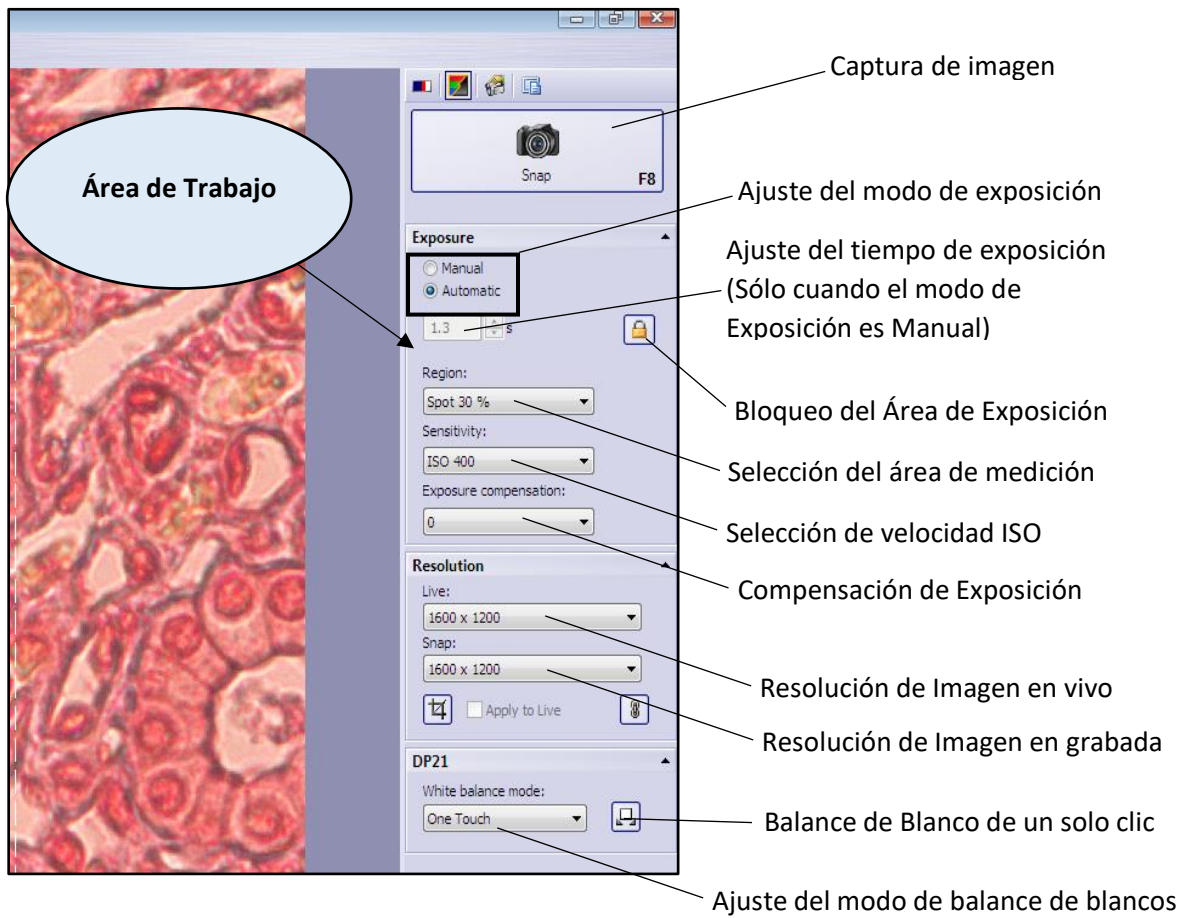 Captura de imagen
Snap
F8
Área de Trabajo
Ajuste del modo de exposición
Exposure
Manual
Automatic
Ajuste del tiempo de exposición
(Sólo cuando el modo de
Exposición es Manual)
1.3 s
Region:
Spot 30 %
Bloqueo del Área de Exposición
Sensitivity:
ISO 400
Selección del área de medición
Exposure compensation:
0
Selección de velocidad ISO
Resolution
Compensación de Exposición
Live:
1600 x 1200
Snap:
1600 x 1200
Resolución de Imagen en vivo
Apply to Live
Resolución de Imagen en grabada
DP21
White balance mode:
One Touch
Balance de Blanco de un solo clic
Ajuste del modo de balance de blancos